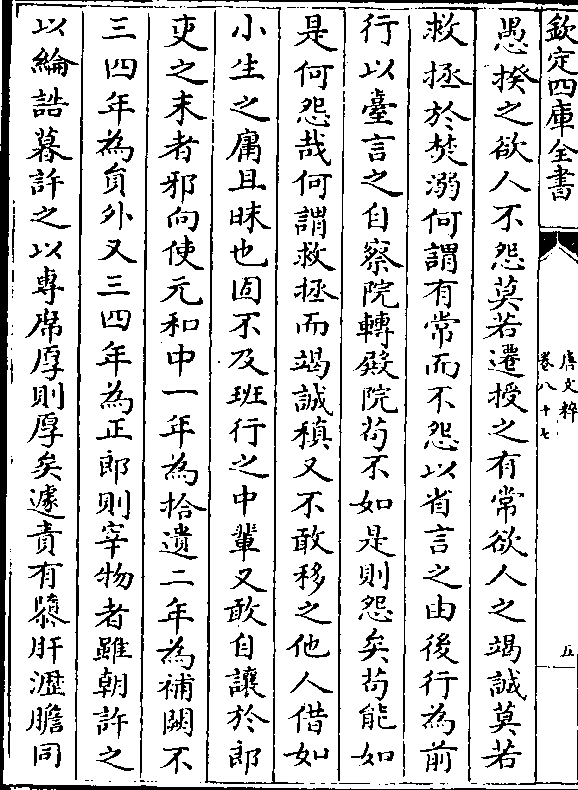 欽定四庫全書
唐文粹
卷八十七
五
愚揆之欲人不怨莫若遷授之有常欲人之竭誠莫若
救拯於焚溺何謂有常而不怨以省言之由後行為前
行以臺言之自察院轉殿院苟不如是則怨矣苟能如
是何怨哉何謂救拯而竭誠稹又不敢移之他人借如
小生之庸且昧也固不及班行之中輩又敢自讓於郎
吏之末者邪向使元和中一年為拾遺二年為補闕不
三四年為員外又三四年為正郎則宰物者雖朝許之
以綸誥暮許之以專席厚則厚矣遽責有隳肝瀝膽同